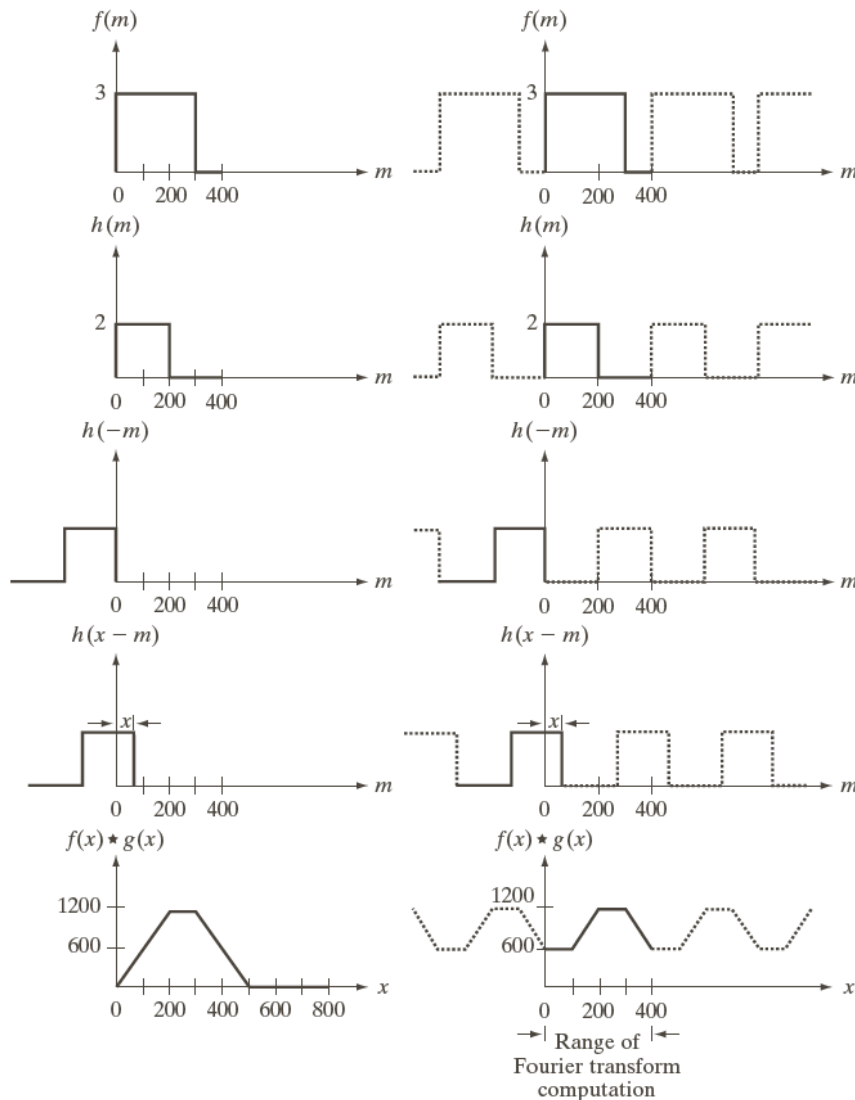 f(m) f(m)
3 3
m m
0 200 400 0 200 400
h(m) h(m)
2 2
m m
0 200 400 0 200 400
h(−m) h(−m)
m m
0 200 400 0 200 400
h(x − m) h(x − m)
x x
m m
0 200 400 0 200 400
f(x) ★ g(x) f(x) ★ g(x)
1200 1200
600 600
x x
0 200 400 600 800 0 200 400
Range of
Fourier transform
computation